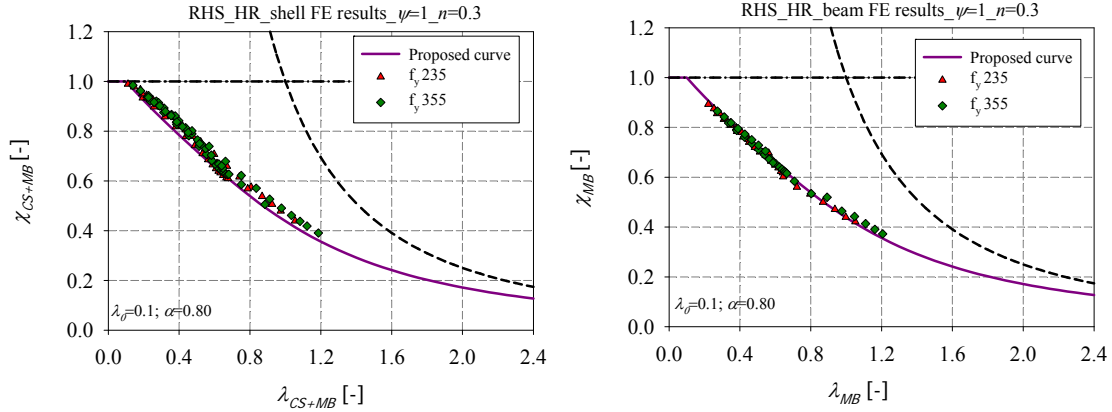 RHS_HR_shell FE results_ψ=1_n=0.3
1.2
1.0
0.8
0.6
0.4
0.2
0.0
χCS+MB [-]
Proposed curve
fy 235
fy 355
λ0=0.1; α=0.80
0.0 0.4 0.8 1.2 1.6 2.0 2.4
λCS+MB [-]
RHS_HR_beam FE results_ψ=1_n=0.3
1.2
1.0
0.8
0.6
0.4
0.2
0.0
χMB [-]
Proposed curve
fy 235
fy 355
λ0=0.1; α=0.80
0.0 0.4 0.8 1.2 1.6 2.0 2.4
λMB [-]